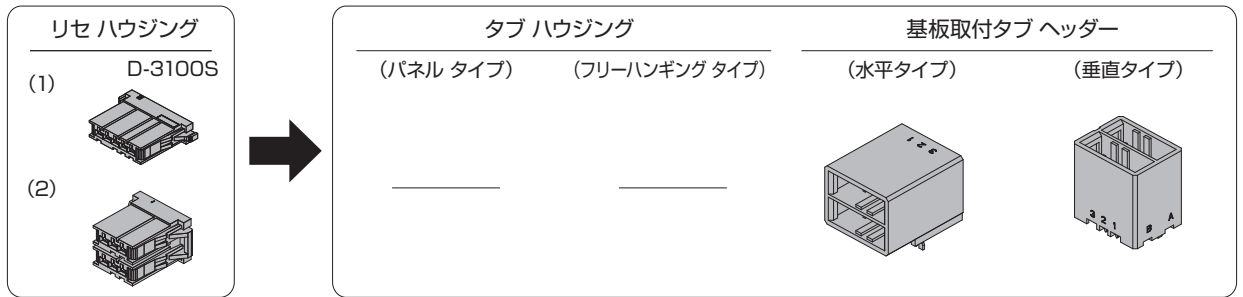 リセ ハウジング
D-3100S
(1)
(2)
タブ ハウジング
(パネル タイプ)
(フリーハンギング タイプ)
基板取付タブ ヘッダー
(水平タイプ)
(垂直タイプ)
1 2 3
3 2 1
B
A